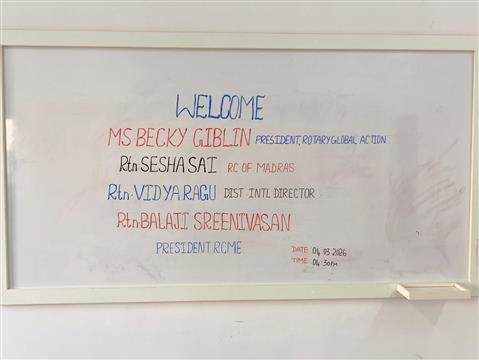 WELCOME
MS. BECKY GIBLIN PRESIDENT, ROTARY GLOBAL ACTION
Rtn SESHA SAI RC OF MADRAS
Rtn. VIDYA RAGU DIST INTL DIRECTOR
Rtn. BALAJI SREENIVASAN
PRESIDENT, RCME
DATE 04 03 2026
TIME 04 30PM